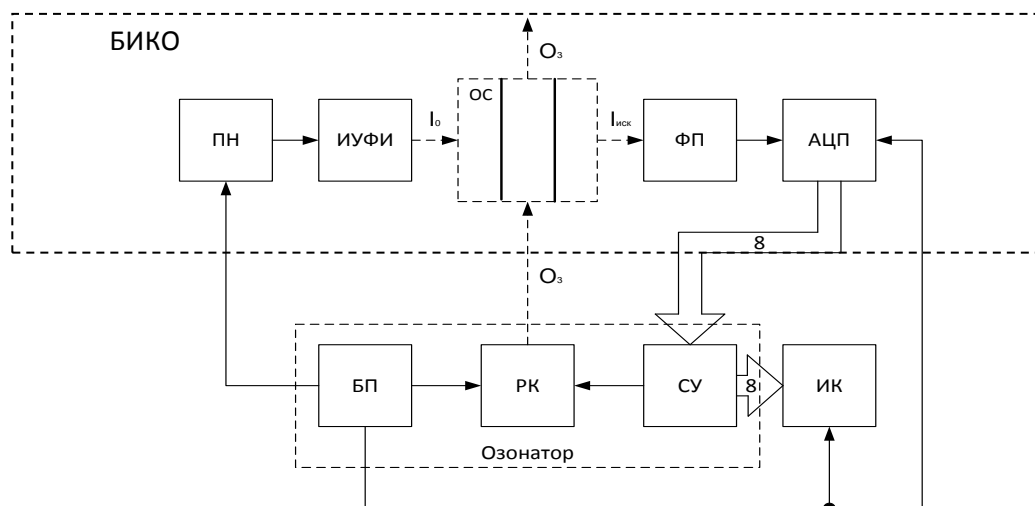 БИКО
O₃
ОС
ПН
ИУФИ
I₀
Iиск
ФП
АЦП
8
O₃
БП
РК
СУ
8
ИК
Озонатор